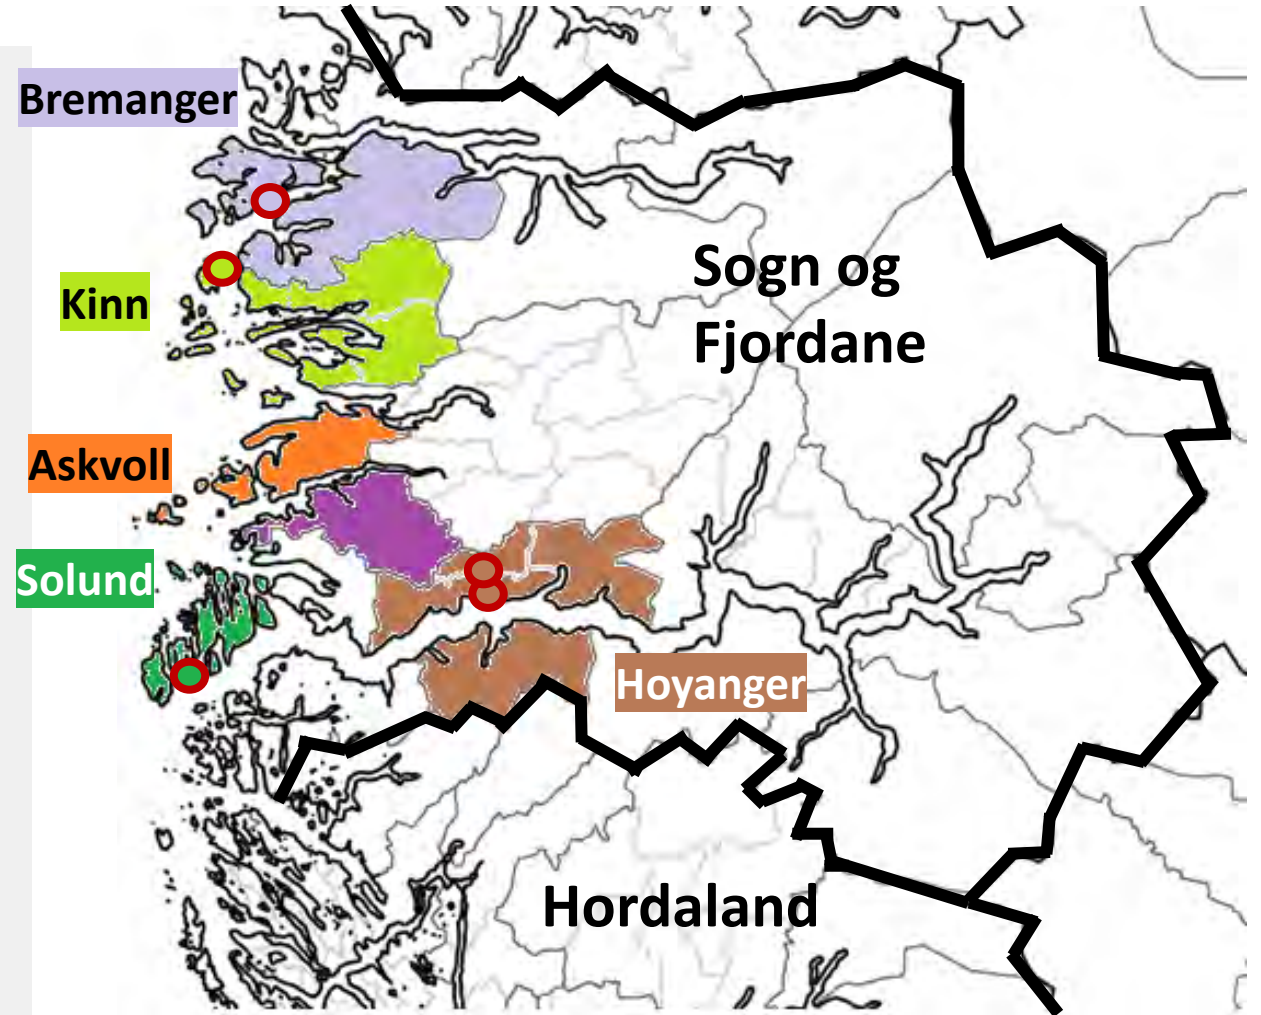 Bremanger
Sogn og
Fjordane
Kinn
Askvoll
Solund
Hoyanger
Hordaland